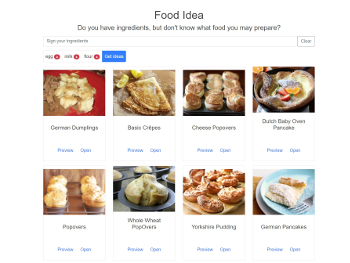 Food Idea
Do you have ingredients, but don't know what food you may prepare?
Sign your ingredients
Clear
egg milk flour Get ideas
German Dumplings
Basic Crêpes
Cheese Popovers
Dutch Baby Oven
Pancake
Preview Open
Preview Open
Preview Open
Preview Open
Popovers
Whole Wheat
PopOvers
Yorkshire Pudding
German Pancakes
Preview Open
Preview Open
Preview Open
Preview Open